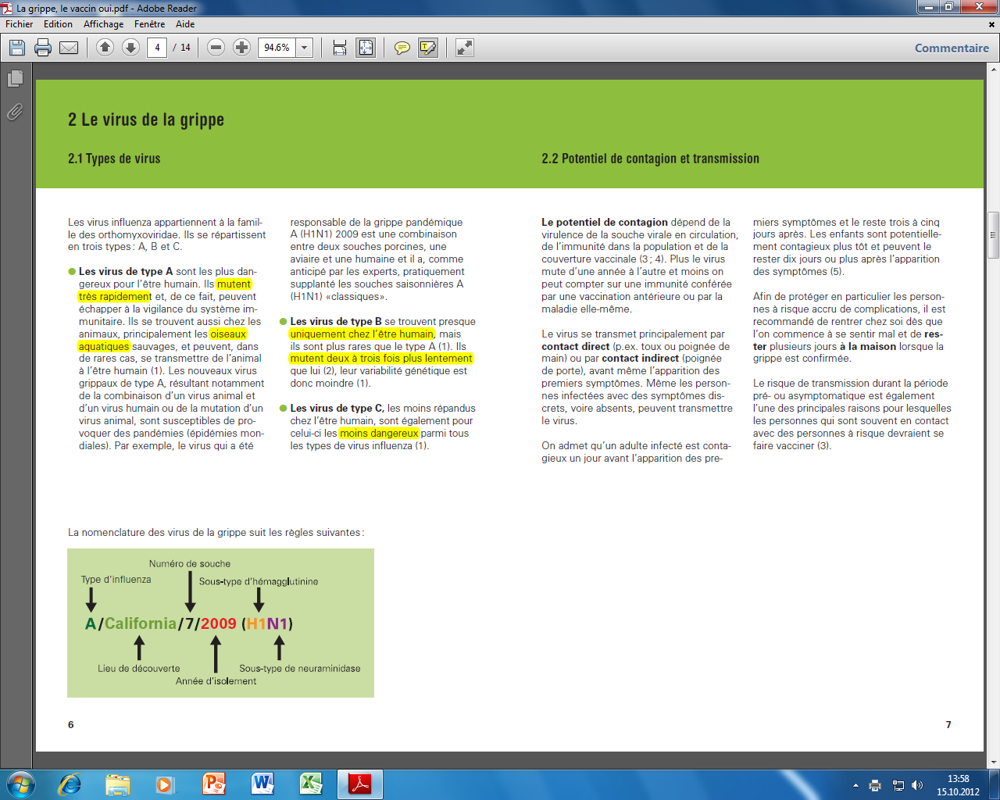 La grippe, le vaccin oui.pdf - Adobe Reader
Fichier Edition Affichage Fenêtre Aide
4 / 14 94.6% Commentaire
2 Le virus de la grippe
2.1 Types de virus
Les virus influenza appartiennent à la famil-
le des orthomyxoviridae. Ils se répartissent
en trois types : A, B et C.
Les virus de type A sont les plus dan-
gereux pour l'être humain. Ils mutent
très rapidement et, de ce fait, peuvent
échapper à la vigilance du système im-
munitaire. Ils se trouvent aussi chez les
animaux, principalement les oiseaux
aquatiques sauvages, et peuvent, dans
de rares cas, se transmettre de l'animal
à l'être humain (1). Les nouveaux virus
grippaux de type A, résultant notamment
de la combinaison d'un virus animal et
d'un virus humain ou de la mutation d'un
virus animal, sont susceptibles de pro-
voquer des pandémies (épidémies mon-
diales). Par exemple, le virus qui a été
responsable de la grippe pandémique
A (H1N1) 2009 est une combinaison
entre deux souches porcines, une
aviaire et une humaine et il a, comme
anticipé par les experts, pratiquement
supplanté les souches saisonnières A
(H1N1) «classiques».
Les virus de type B se trouvent presque
uniquement chez l'être humain, mais
ils sont plus rares que le type A (1). Ils
mutent deux à trois fois plus lentement
que lui (2), leur variabilité génétique est
donc moindre (1).
Les virus de type C, les moins répandus
chez l'être humain, sont également pour
celui-ci les moins dangereux parmi tous
les types de virus influenza (1).
La nomenclature des virus de la grippe suit les règles suivantes :
Numéro de souche
Type d'influenza
Sous-type d'hémagglutinine
A/California/7/2009 (H1N1)
Lieu de découverte
Sous-type de neuraminidase
Année d'isolement
6
2.2 Potentiel de contagion et transmission
Le potentiel de contagion dépend de la
virulence de la souche virale en circulation,
de l'immunité dans la population et de la
couverture vaccinale (3 ; 4). Plus le virus
mute d'une année à l'autre et moins on
peut compter sur une immunité conférée
par une vaccination antérieure ou par la
maladie elle-même.
Le virus se transmet principalement par
contact direct (p.ex. toux ou poignée de
main) ou par contact indirect (poignée
de porte), avant même l'apparition des
premiers symptômes. Même les person-
nes infectées avec des symptômes dis-
crets, voire absents, peuvent transmettre
le virus.
On admet qu'un adulte infecté est conta-
gieux un jour avant l'apparition des pre-
miers symptômes et le reste trois à cinq
jours après. Les enfants sont potentielle-
ment contagieux plus tôt et peuvent le
rester dix jours ou plus après l'apparition
des symptômes (5).
Afin de protéger en particulier les person-
nes à risque accru de complications, il est
recommandé de rentrer chez soi dès que
l'on commence à se sentir mal et de res-
ter plusieurs jours à la maison lorsque la
grippe est confirmée.
Le risque de transmission durant la période
pré- ou asymptomatique est également
l'une des principales raisons pour lesquelles
les personnes qui sont souvent en contact
avec des personnes à risque devraient se
faire vacciner (3).
7
13:58
15.10.2012